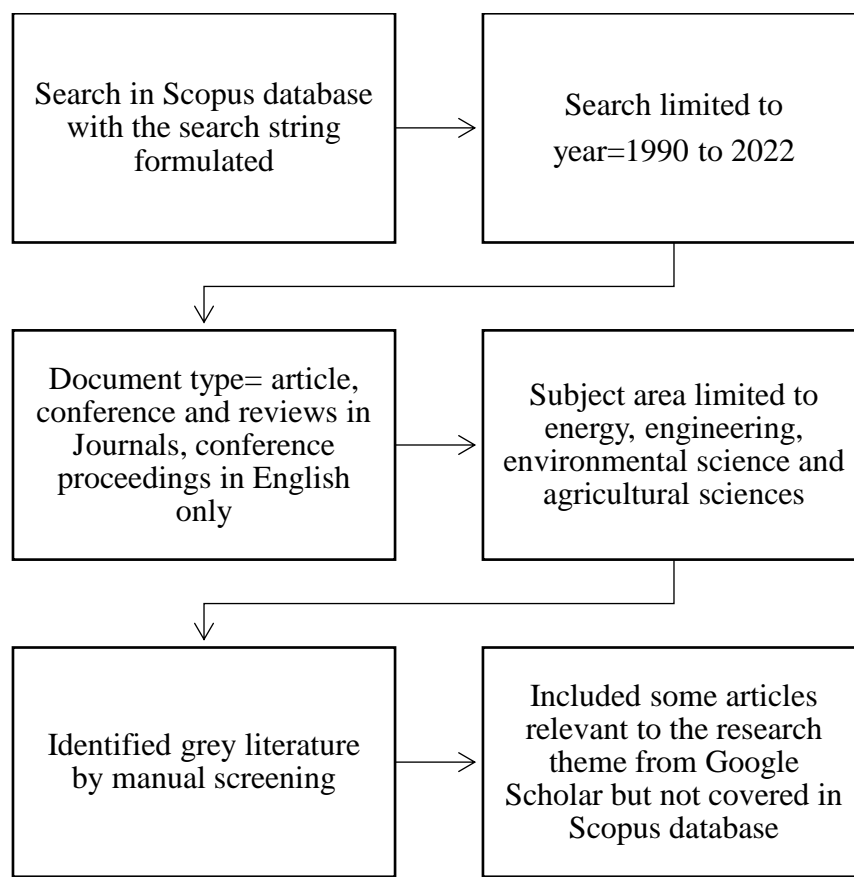 Search in Scopus database
with the search string
formulated
Search limited to
year=1990 to 2022
Document type= article,
conference and reviews in
Journals, conference
proceedings in English
only
Subject area limited to
energy, engineering,
environmental science and
agricultural sciences
Identified grey literature
by manual screening
Included some articles
relevant to the research
theme from Google
Scholar but not covered in
Scopus database